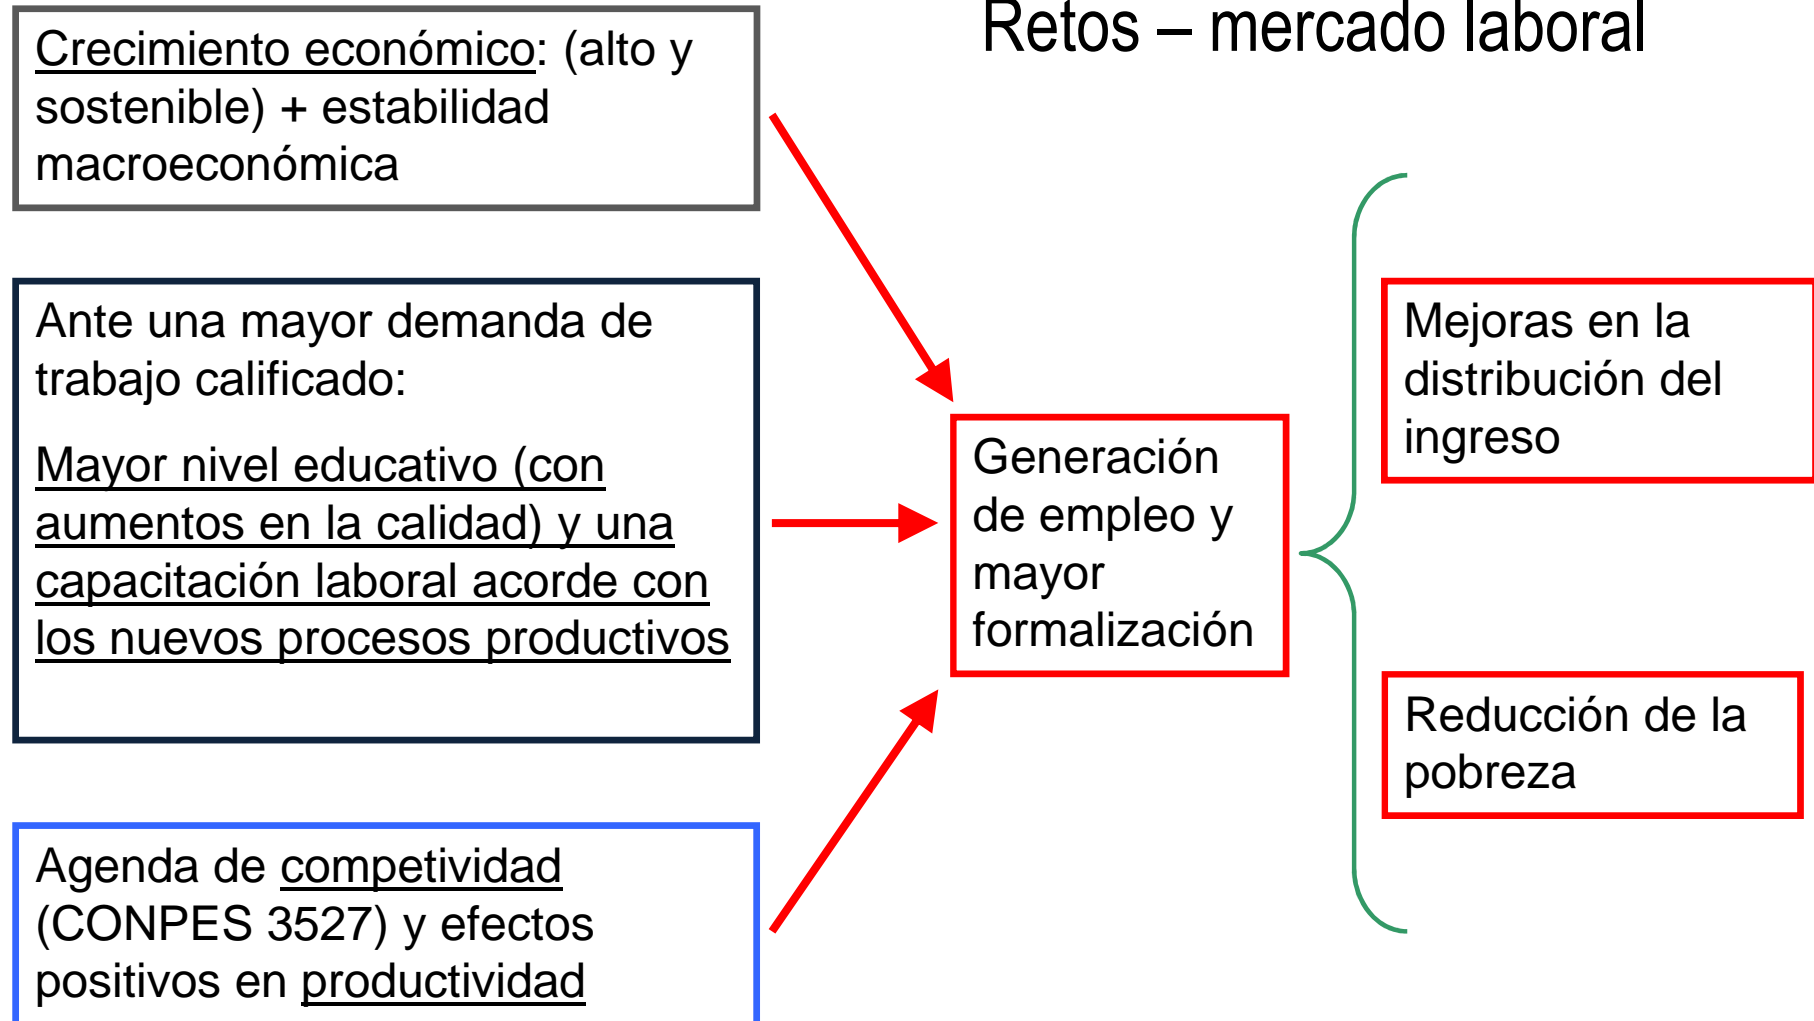 Retos – mercado laboral
Crecimiento económico: (alto y
sostenible) + estabilidad
macroeconómica
Ante una mayor demanda de
trabajo calificado:
Mayor nivel educativo (con
aumentos en la calidad) y una
capacitación laboral acorde con
los nuevos procesos productivos
Agenda de competividad
(CONPES 3527) y efectos
positivos en productividad
Generación
de empleo y
mayor
formalización
Mejoras en la
distribución del
ingreso
Reducción de la
pobreza